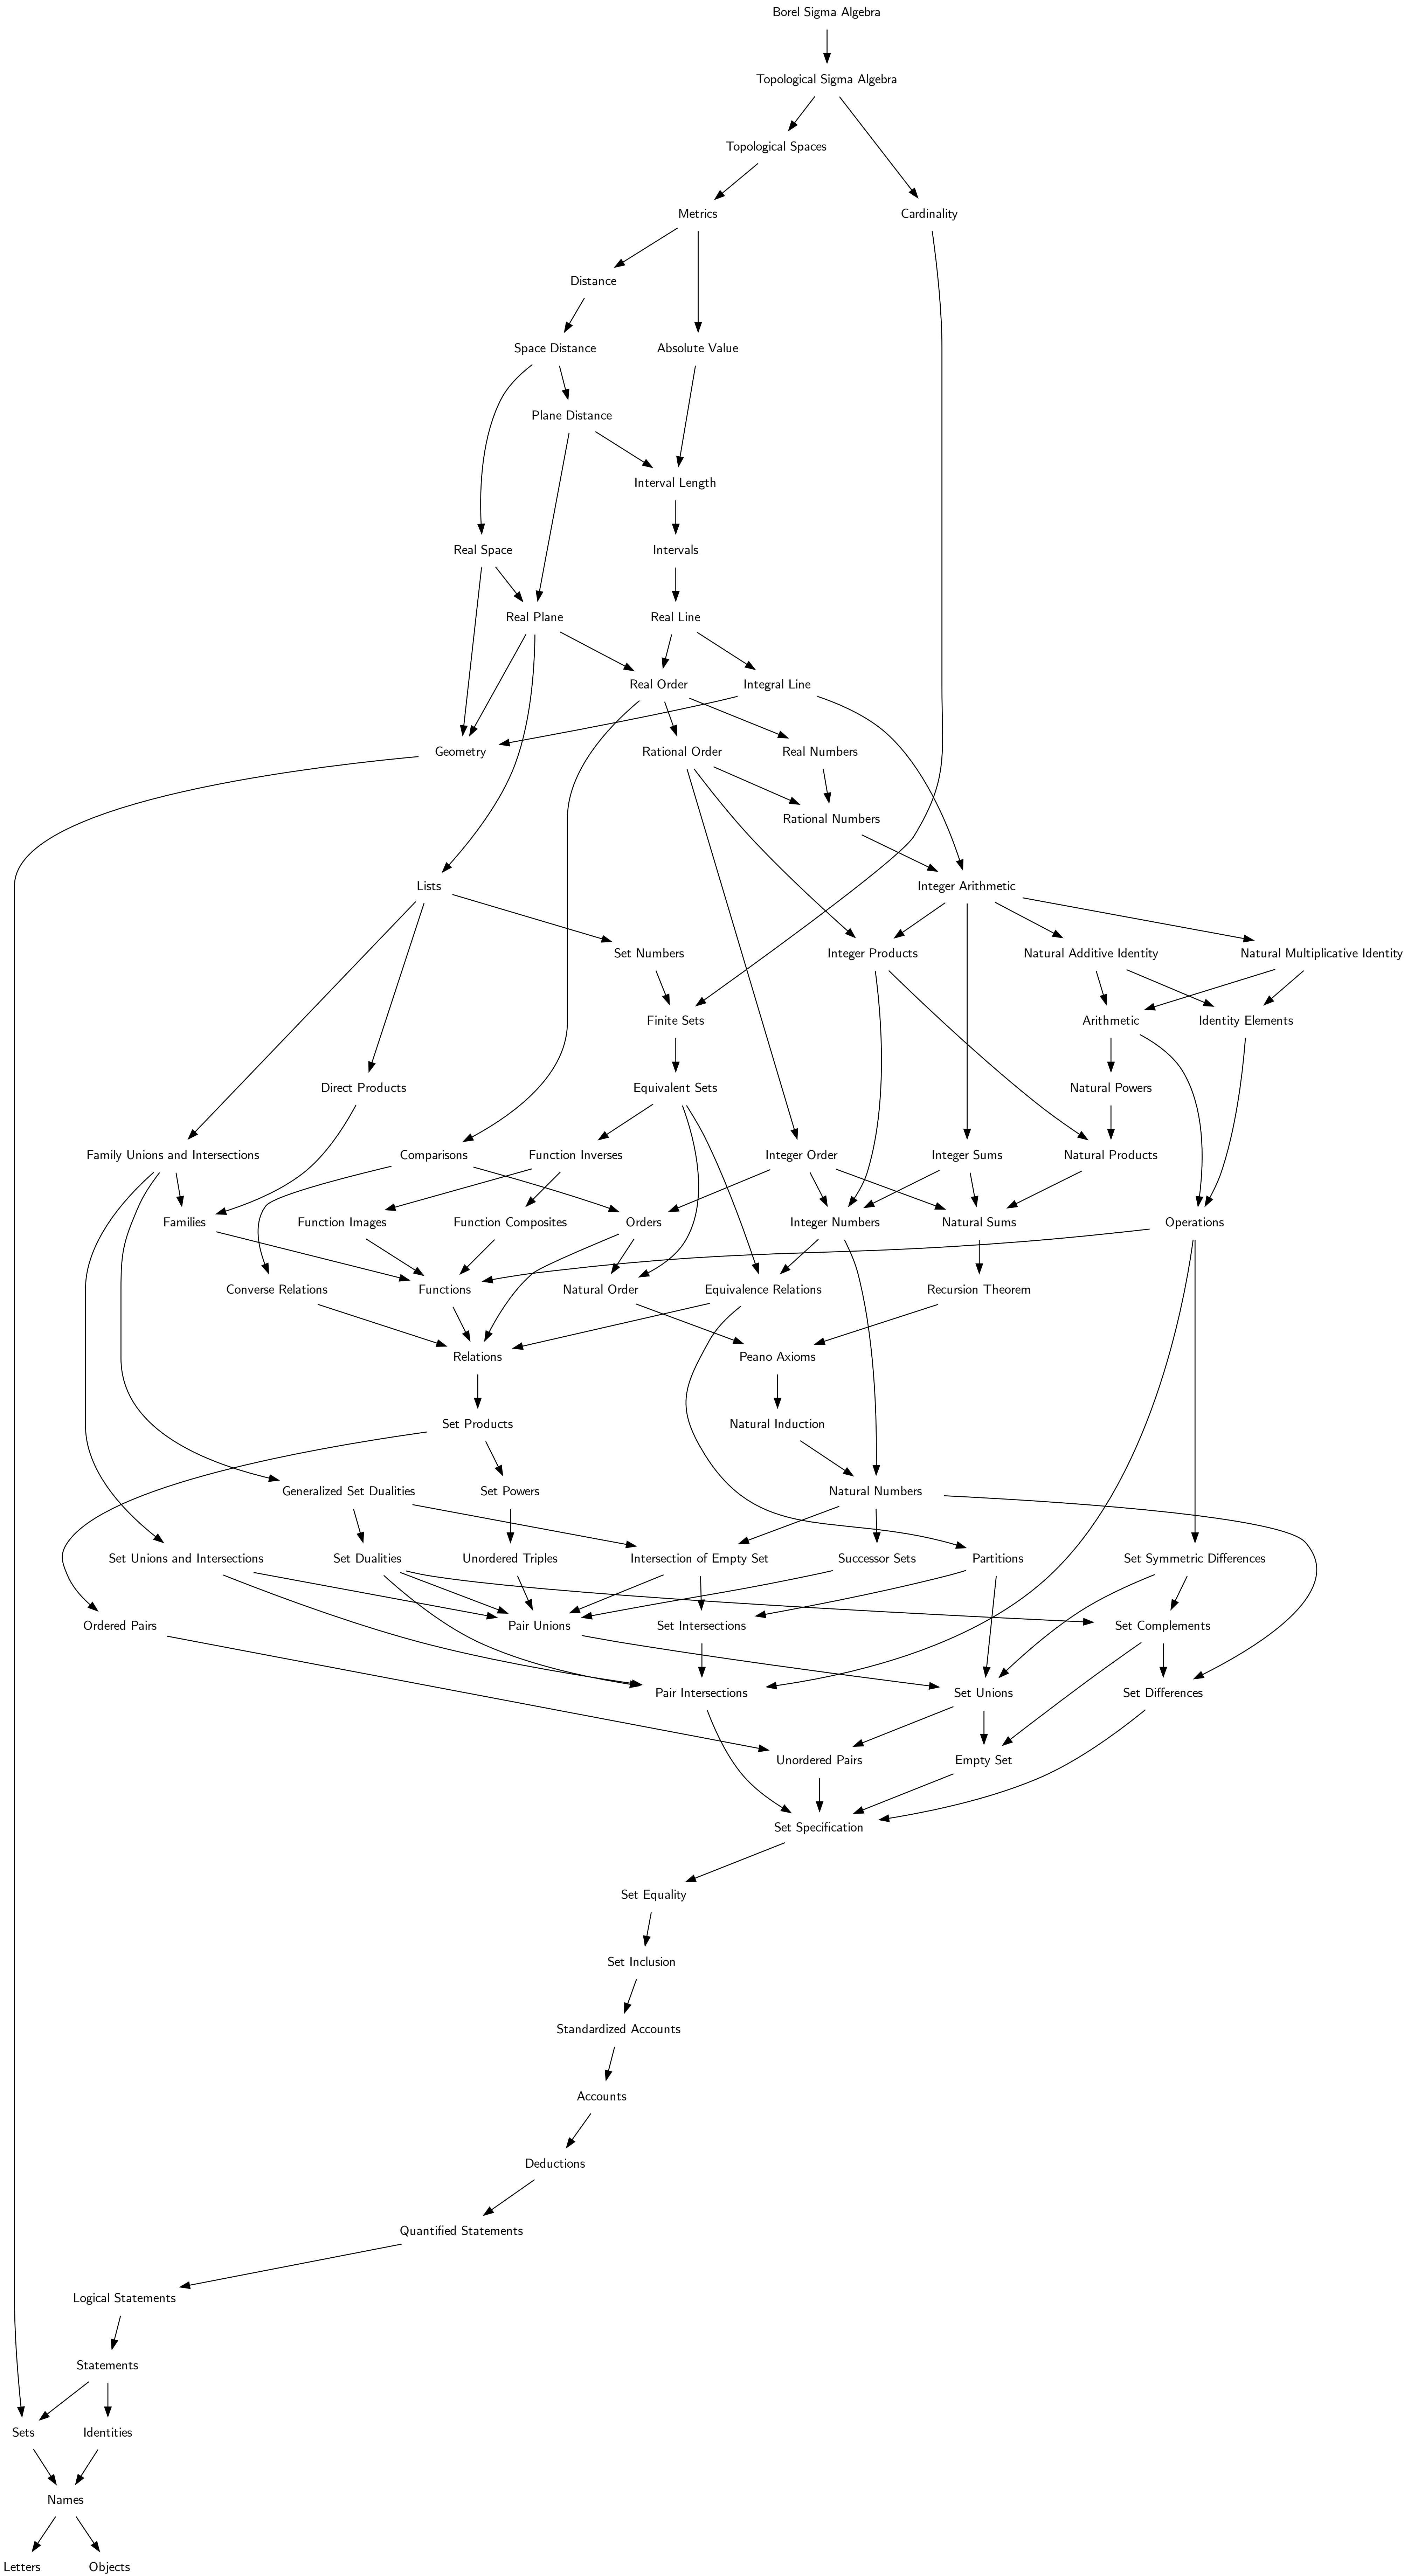 Borel Sigma Algebra
Topological Sigma Algebra
Topological Spaces
Metrics
Cardinality
Distance
Space Distance
Absolute Value
Plane Distance
Interval Length
Real Space
Intervals
Real Plane
Real Line
Real Order
Integral Line
Geometry
Rational Order
Real Numbers
Rational Numbers
Lists
Integer Arithmetic
Set Numbers
Integer Products
Natural Additive Identity
Natural Multiplicative Identity
Finite Sets
Arithmetic
Identity Elements
Direct Products
Equivalent Sets
Natural Powers
Family Unions and Intersections
Comparisons
Function Inverses
Integer Order
Integer Sums
Natural Products
Families
Function Images
Function Composites
Orders
Integer Numbers
Natural Sums
Operations
Converse Relations
Functions
Natural Order
Equivalence Relations
Recursion Theorem
Relations
Peano Axioms
Set Products
Natural Induction
Generalized Set Dualities
Set Powers
Natural Numbers
Set Unions and Intersections
Set Dualities
Unordered Triples
Intersection of Empty Set
Successor Sets
Partitions
Set Symmetric Differences
Ordered Pairs
Pair Unions
Set Intersections
Set Complements
Pair Intersections
Set Unions
Set Differences
Unordered Pairs
Empty Set
Set Specification
Set Equality
Set Inclusion
Standardized Accounts
Accounts
Deductions
Quantified Statements
Logical Statements
Statements
Sets
Identities
Names
Letters
Objects